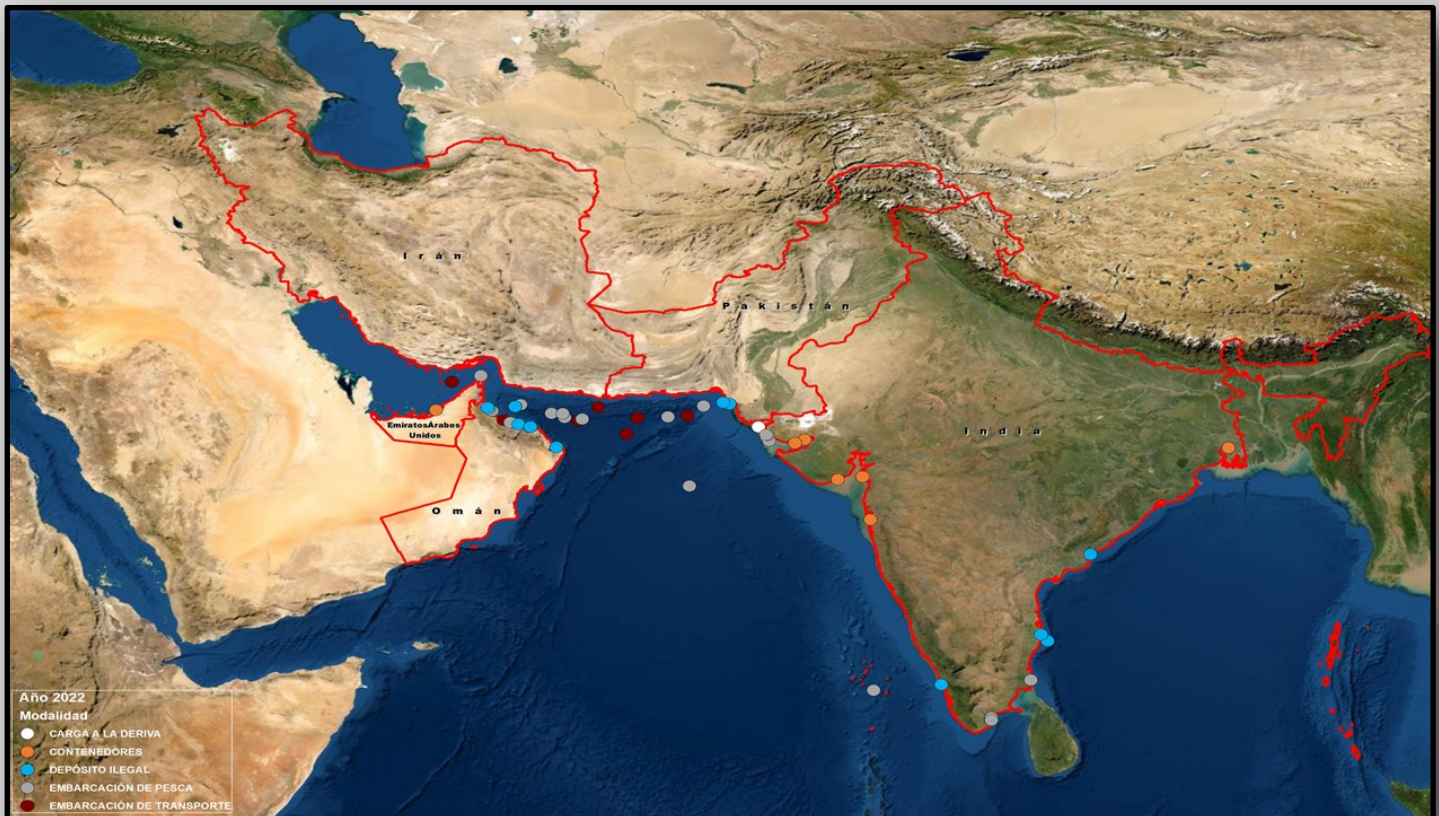 Irán
Pakistán
EmiratosÁrabes
Unidos
India
Omán
Año 2022
Modalidad
CARGA A LA DERIVA
CONTENEDORES
DEPÓSITO ILEGAL
EMBARCACIÓN DE PESCA
EMBARCACIÓN DE TRANSPORTE